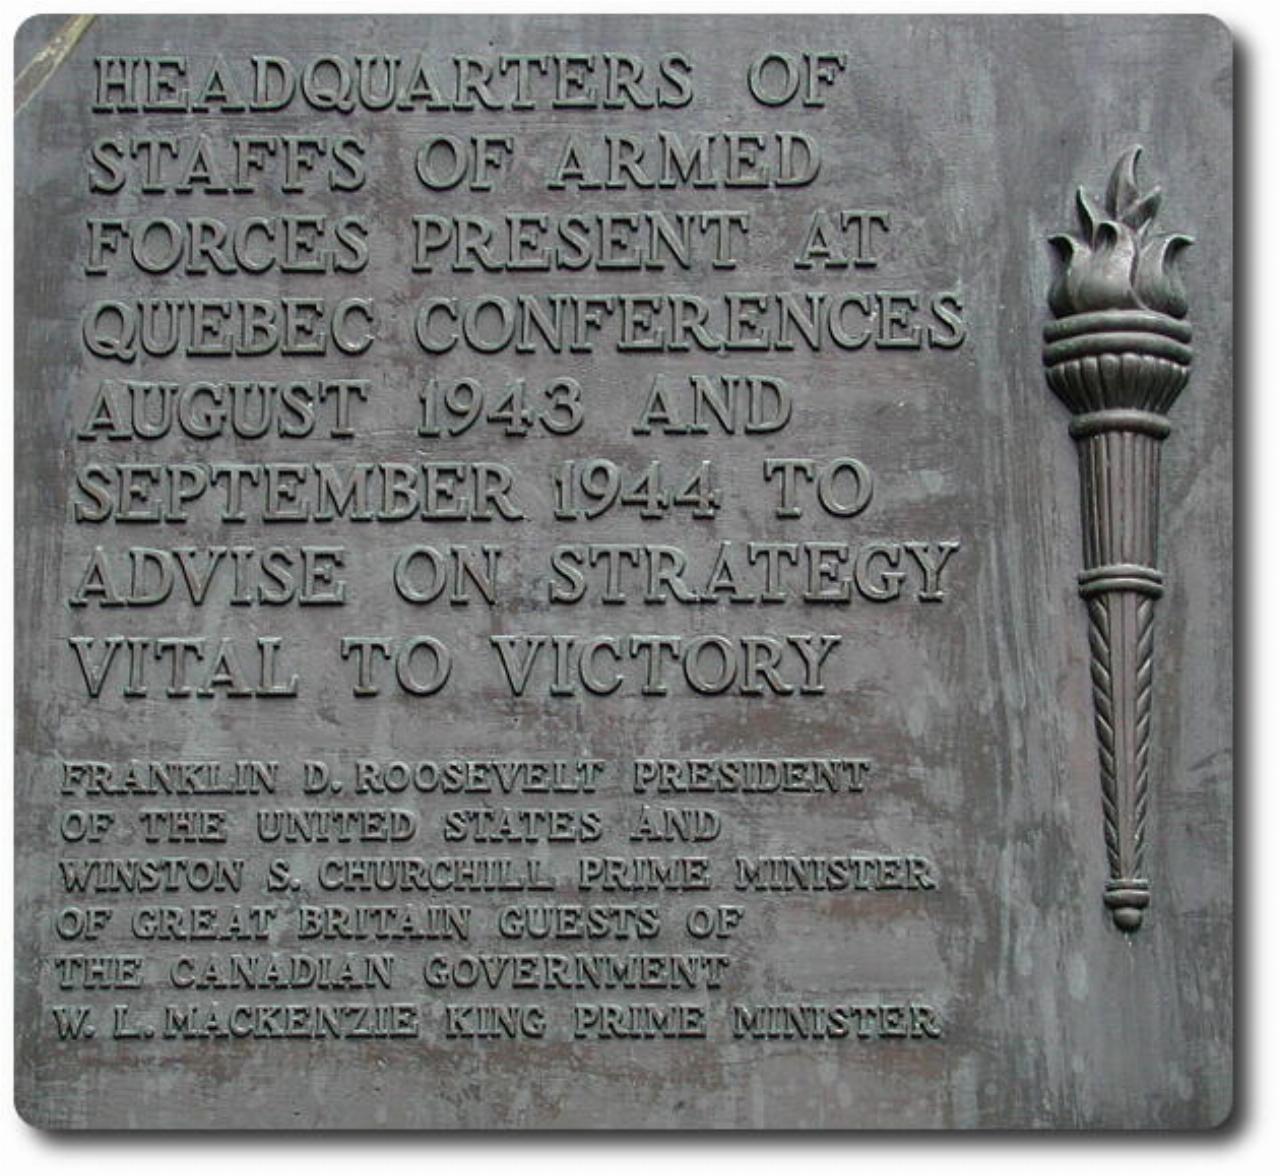 HEADQUARTERS OF
STAFFS OF ARMED
FORCES PRESENT AT
QUEBEC CONFERENCES
AUGUST 1943 AND
SEPTEMBER 1944 TO
ADVISE ON STRATEGY
VITAL TO VICTORY
FRANKLIN D. ROOSEVELT PRESIDENT
OF THE UNITED STATES AND
WINSTON S. CHURCHILL PRIME MINISTER
OF GREAT BRITAIN GUESTS OF
THE CANADIAN GOVERNMENT
W. L. MACKENZIE KING PRIME MINISTER